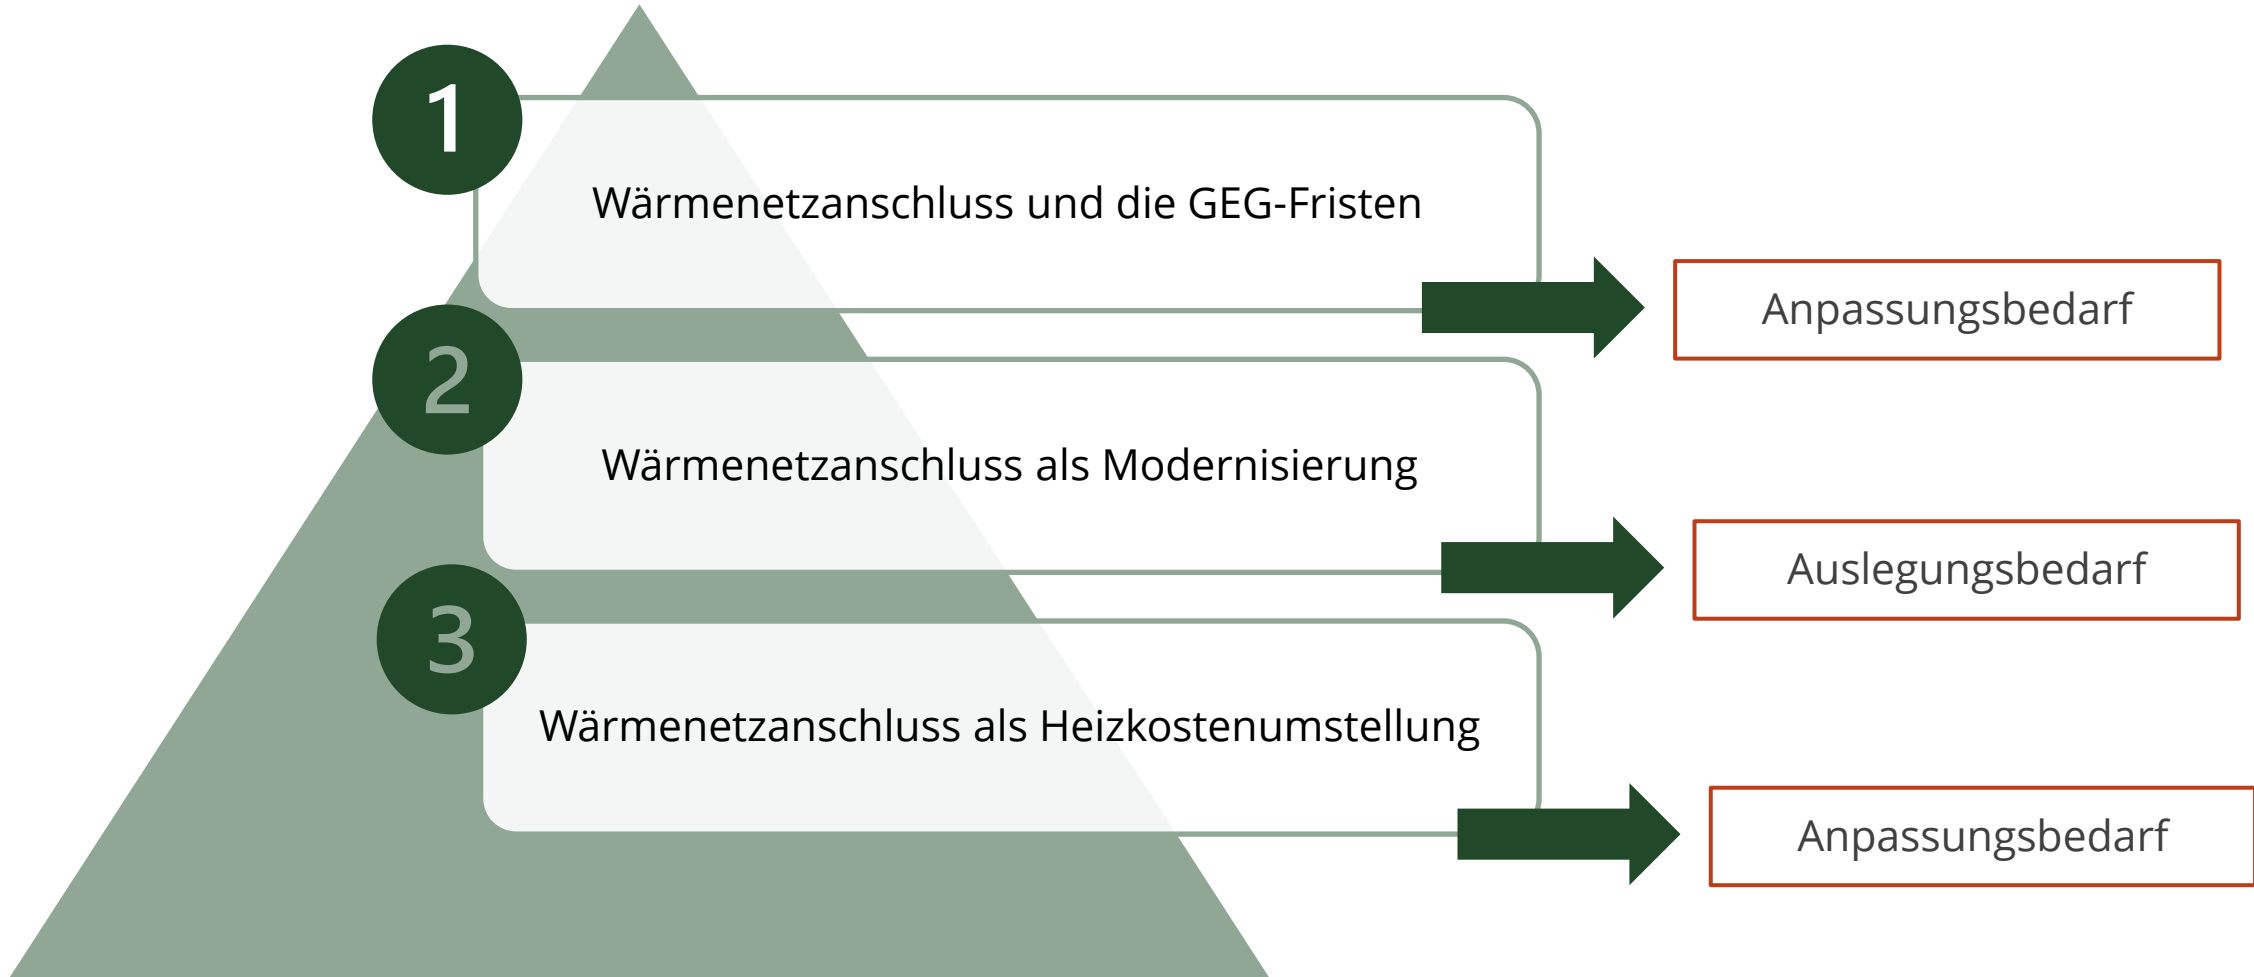 1
Wärmenetzanschluss und die GEG-Fristen
Anpassungsbedarf
2
Wärmenetzanschluss als Modernisierung
Auslegungsbedarf
3
Wärmenetzanschluss als Heizkostenumstellung
Anpassungsbedarf